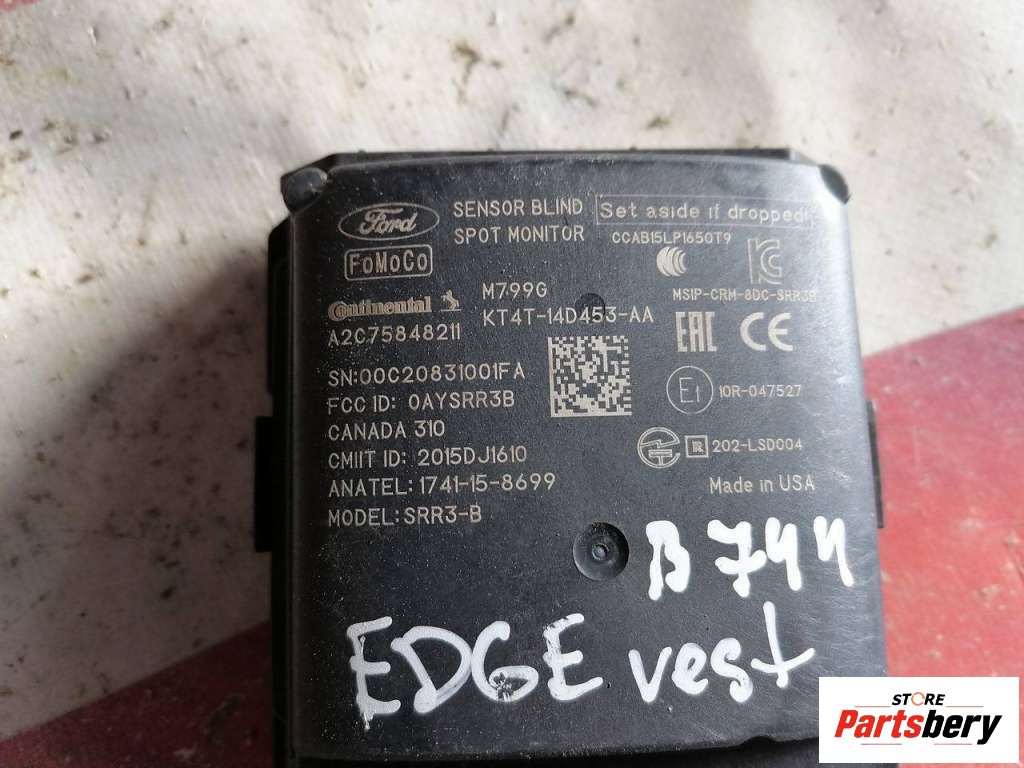 Ford
SENSOR BLIND
SPOT MONITOR
Set aside if dropped!
CCAB15LP1650T9
FoMoCo
Continental
A2C75848211
M799G
KT4T-14D453-AA
MSIP-CRM-8DC-SRR3B
EAC CE
SN:00C20831001FA
FCC ID: OAYSRR3B
CANADA 310
CMIIT ID: 2015DJ1610
ANATEL: 1741-15-8699
MODEL: SRR3-B
E1 10R-047527
R 202-LSD004
Made in USA
B 744
EDGE vest
STORE
Partsbery